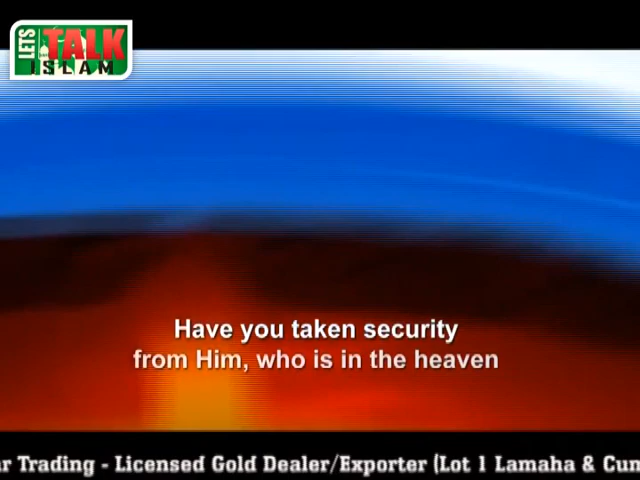 LETS TALK
ISLAM
Have you taken security
from Him, who is in the heaven
Trading - Licensed Gold Dealer/Exporter (Lot 1 Lamaha &